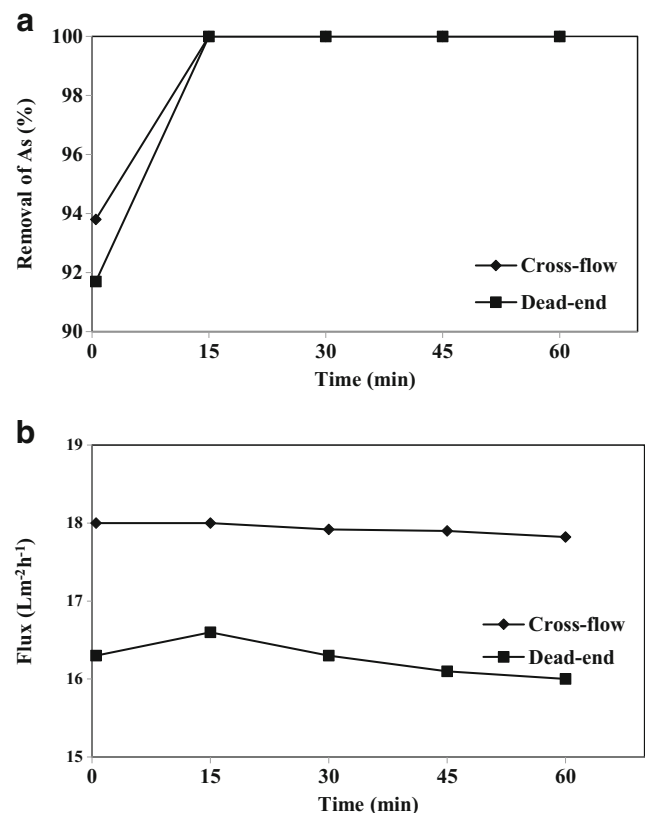 a
100
98
96
94
92
90
Removal of As (%)
Cross-flow
Dead-end
0 15 30 45 60
Time (min)
b
19
18
17
16
15
Flux (Lm-2h-1)
Cross-flow
Dead-end
0 15 30 45 60
Time (min)